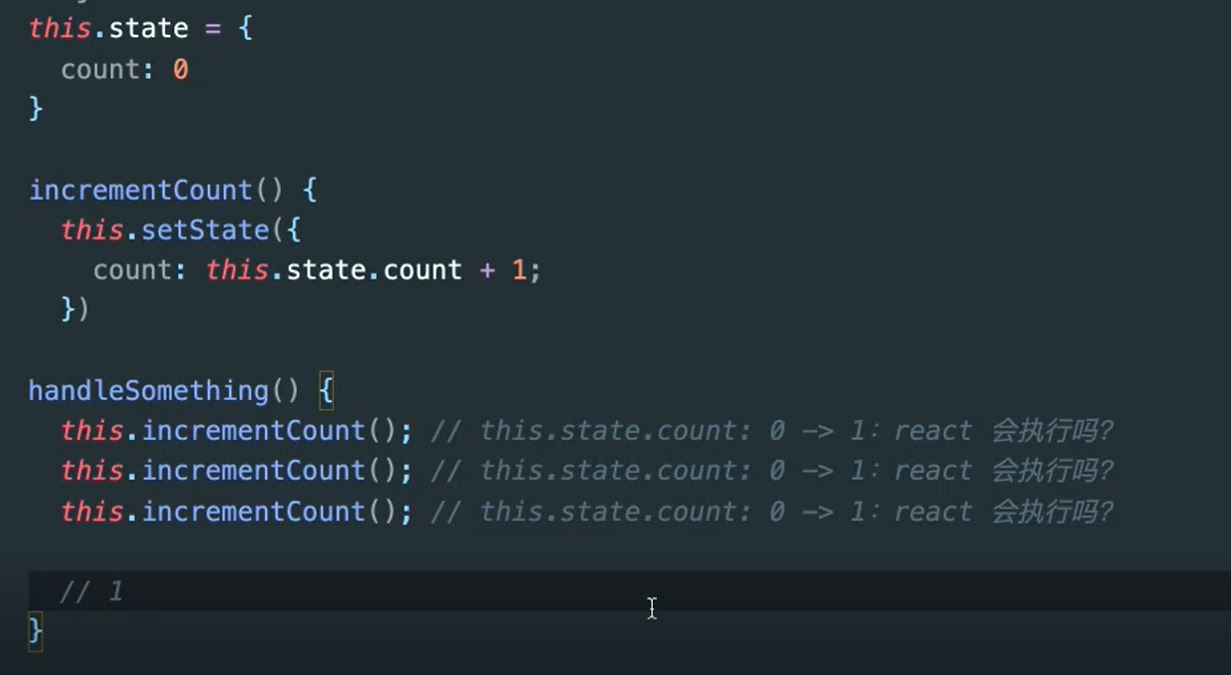 this.state = {
  count: 0
}
incrementCount() {
  this.setState({
    count: this.state.count + 1;
  })
handleSomething() {
  this.incrementCount(); // this.state.count: 0 -> 1: react 会执行吗?
  this.incrementCount(); // this.state.count: 0 -> 1: react 会执行吗?
  this.incrementCount(); // this.state.count: 0 -> 1: react 会执行吗?
  // 1
}